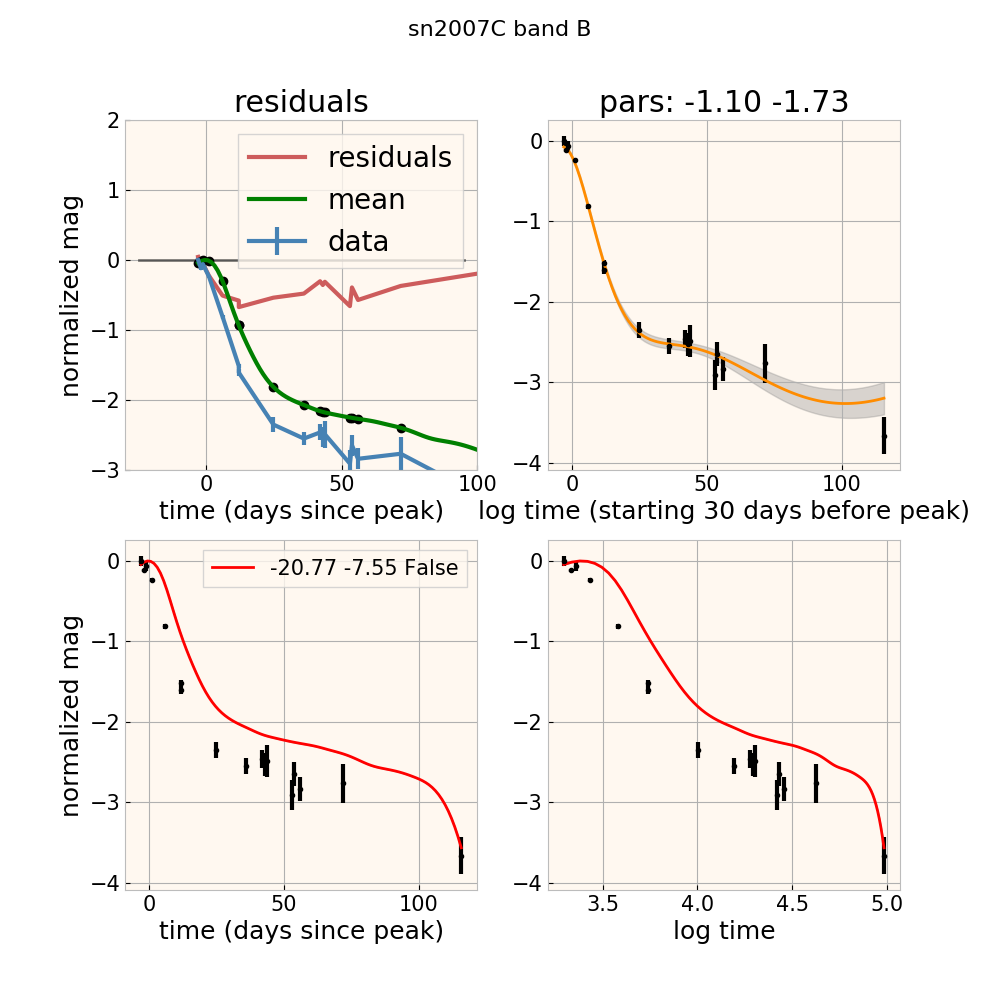 sn2007C band B
residuals
pars: -1.10 -1.73
2
1
0
−1
−2
−3
normalized mag
residuals
mean
data
0
50
100
time (days since peak)
0
−1
−2
−3
−4
0
50
100
log time (starting 30 days before peak)
0
−1
−2
−3
−4
normalized mag
-20.77 -7.55 False
0
50
100
time (days since peak)
0
−1
−2
−3
−4
3.5
4.0
4.5
5.0
log time